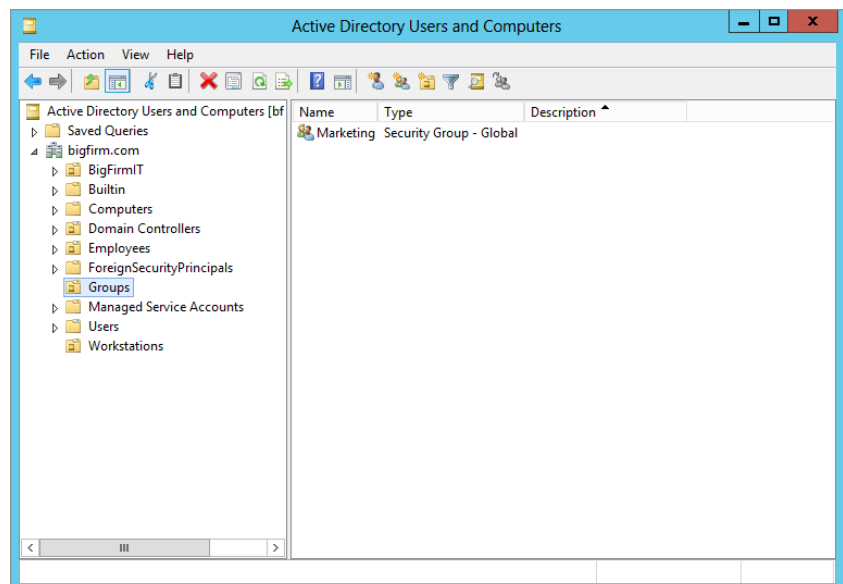 Active Directory Users and Computers
File Action View Help
Active Directory Users and Computers [bf
Saved Queries
bigfirm.com
BigFirmIT
Builtin
Computers
Domain Controllers
Employees
ForeignSecurityPrincipals
Groups
Managed Service Accounts
Users
Workstations
Name Type Description
Marketing Security Group - Global